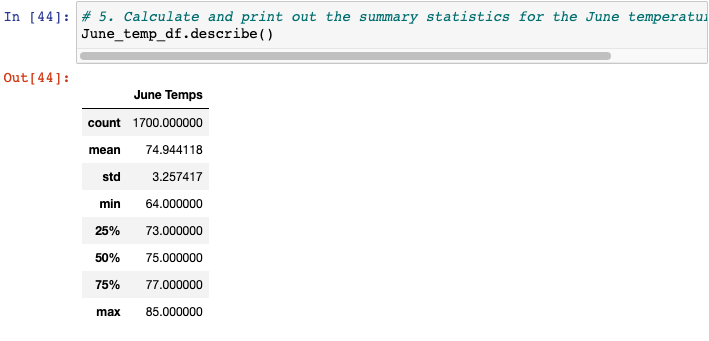 In [44]: # 5. Calculate and print out the summary statistics for the June
June_temp_df.describe()
Out[44]:
June Temps
count 1700.000000
mean 74.944118
std 3.257417
min 64.000000
25% 73.000000
50% 75.000000
75% 77.000000
max 85.000000